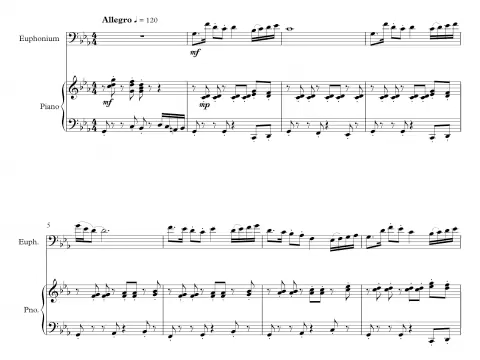 Allegro ♩ = 120
Euphonium
mf
Piano
mf
mp
5
Euph.
Pno.